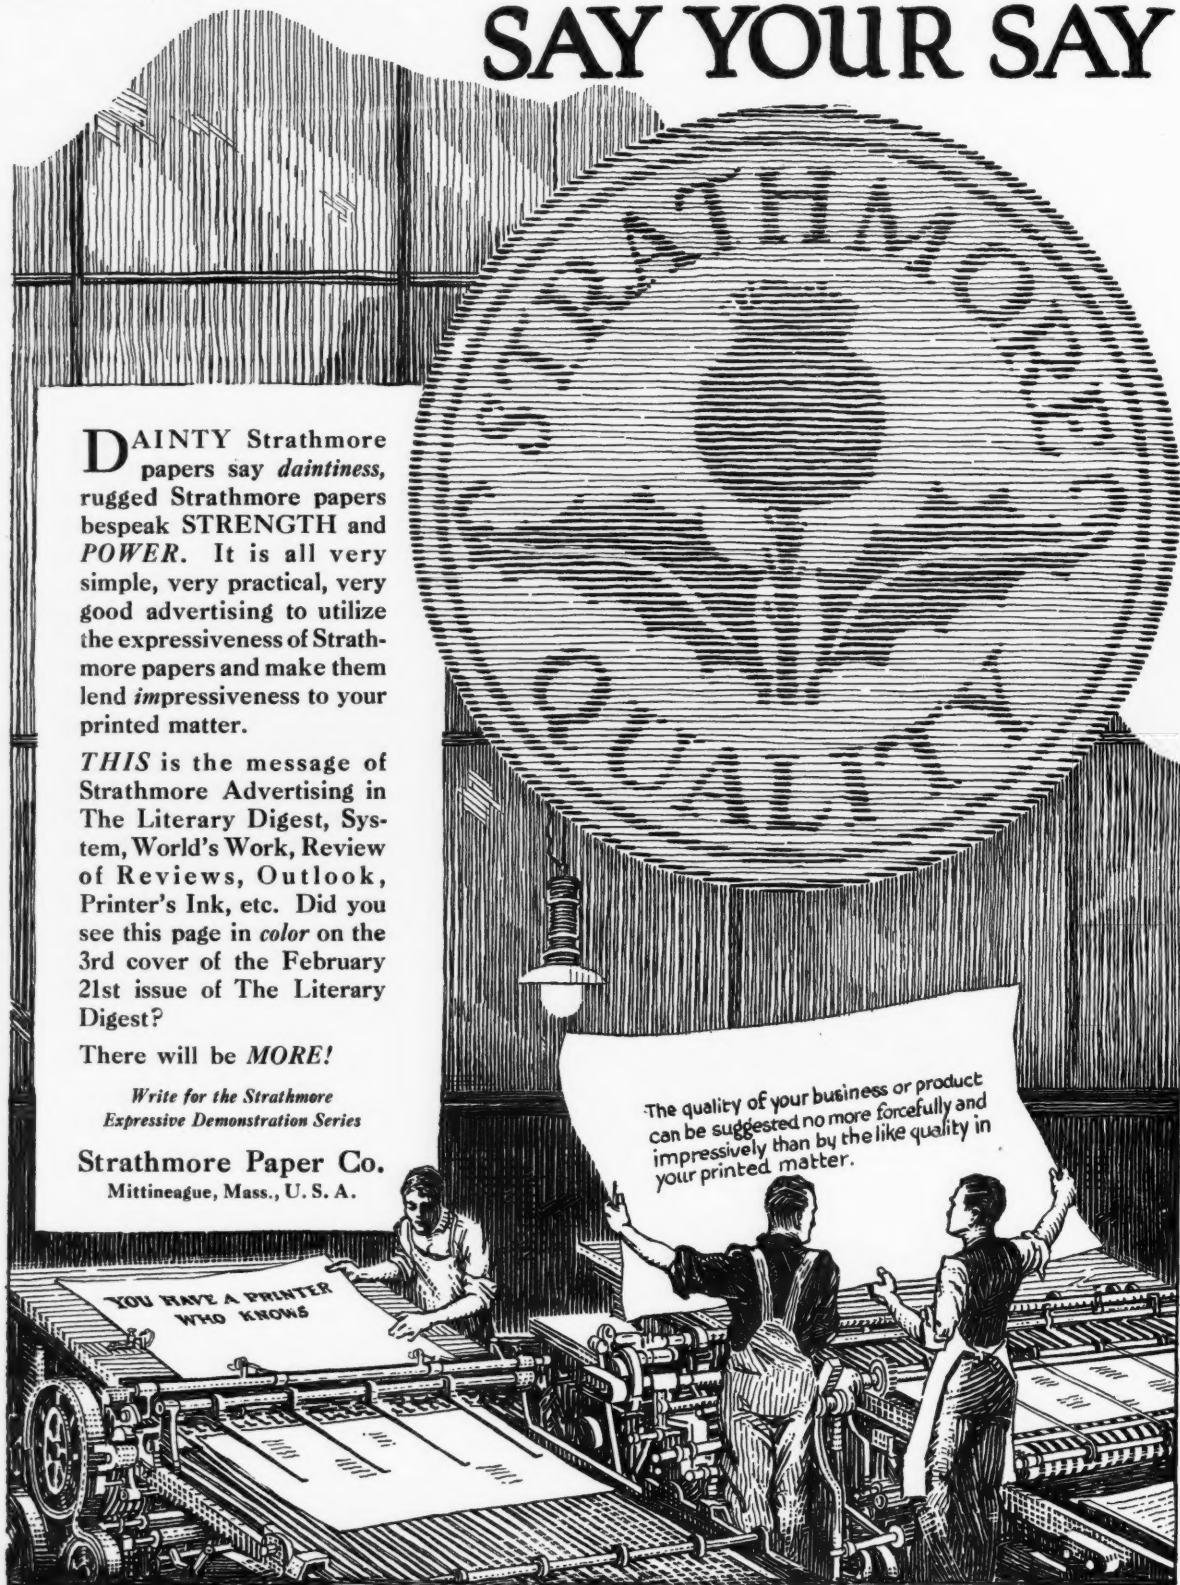 SAY YOUR SAY
STRATHMORE
QUALITY
DAINTY Strathmore
papers say daintiness,
rugged Strathmore papers
bespeak STRENGTH and
POWER. It is all very
simple, very practical, very
good advertising to utilize
the expressiveness of Strath-
more papers and make them
lend impressiveness to your
printed matter.
THIS is the message of
Strathmore Advertising in
The Literary Digest, Sys-
tem, World's Work, Review
of Reviews, Outlook,
Printer's Ink, etc. Did you
see this page in color on the
3rd cover of the February
21st issue of The Literary
Digest?
There will be MORE!
Write for the Strathmore
Expressive Demonstration Series
Strathmore Paper Co.
Mittineague, Mass., U. S. A.
The quality of your business or product
can be suggested no more forcefully and
impressively than by the like quality in
your printed matter.
YOU HAVE A PRINTER
WHO KNOWS